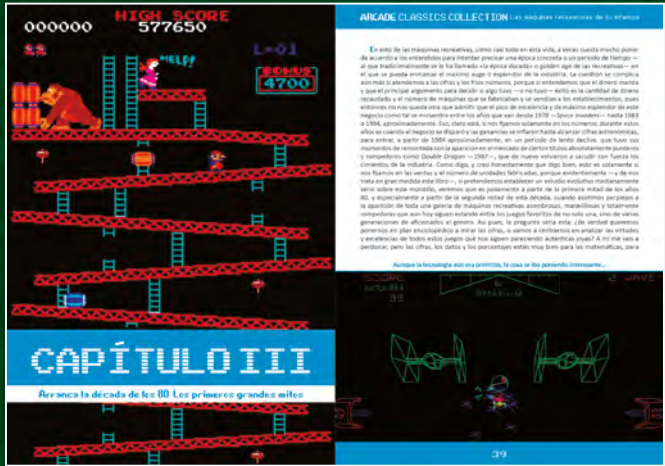 HIGH SCORE
000000 577650
HELP!
L=01
BONUS
4700
CAPÍTULO III
Arranca la década de los 80. Los primeros grandes mitos
ARCADE CLASSICS COLLECTION Las máquinas recreativas de tu infancia
En esto de las máquinas recreativas, como casi todo en esta vida, a veces cuesta mucho poner
de acuerdo a los entendidos para intentar precisar una época concreta o un período de tiempo —
al que tradicionalmente se le ha llamado «la época dorada» o golden age de las recreativas— en
el que se pueda enmarcar el máximo auge o esplendor de la industria. La cuestión se complica
aún más si atendemos a las cifras y los fríos números, porque si entendemos que el dinero manda
y que el principal argumento para decidir si algo tuvo —o no tuvo— éxito es la cantidad de dinero
recaudado y el número de máquinas que se fabricaban y se vendían a los establecimientos, pues
entonces no nos queda otra que admitir que el pico de excelencia y de máximo esplendor de este
negocio como tal se encuentra entre los años que van desde 1978 —Space Invaders— hasta 1983
o 1984, aproximadamente. Eso, claro está, si nos fijamos solamente en los números: durante estos
años es cuando el negocio se disparó y las ganancias se inflaron hasta alcanzar cifras astronómicas,
para entrar, a partir de 1984 aproximadamente, en un período de lento declive, que tuvo sus
momentos de remontada con la aparición en el mercado de ciertos títulos absolutamente punteros
y rompedores como Double Dragon —1987—, que de nuevo volvieron a sacudir con fuerza los
cimientos de la industria. Como digo, y creo honestamente que digo bien, esto es solamente si
nos fijamos en las ventas y el número de unidades fabricadas, porque evidentemente —y de eso
trata en gran medida este libro—, si pretendemos establecer un estudio evolutivo medianamente
serio sobre este mundillo, veremos que es justamente a partir de la primera mitad de los años
80, y especialmente a partir de la segunda mitad de esta década, cuando asistimos perplejos a
la aparición de toda una galería de máquinas recreativas asombrosas, maravillosas y totalmente
rompedoras que aún hoy siguen estando entre los juegos favoritos de no solo una, sino de varias
generaciones de aficionados al género. Así pues, la pregunta sería esta: ¿de verdad queremos
ponernos en plan económico a mirar las cifras, o vamos a centrarnos en analizar las virtudes
y excelencias de todos estos juegos que nos siguen pareciendo auténticas joyas? A mí me vais a
perdonar, pero las cifras, los datos y los porcentajes están muy bien para las matemáticas, para
Aunque la tecnología aún era primitiva, la cosa se iba poniendo interesante...
SCORE 6 2 WAVE
SHIELD
39